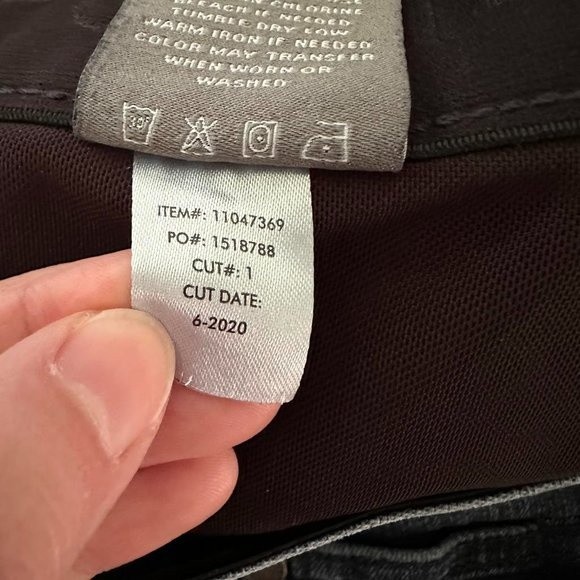 BLEACH IF NEEDED
TUMBLE DRY LOW
WARM IRON IF NEEDED
COLOR MAY TRANSFER
WHEN WORN OR
WASHED
30°
ITEM#: 11047369
PO#: 1518788
CUT#: 1
CUT DATE:
6-2020